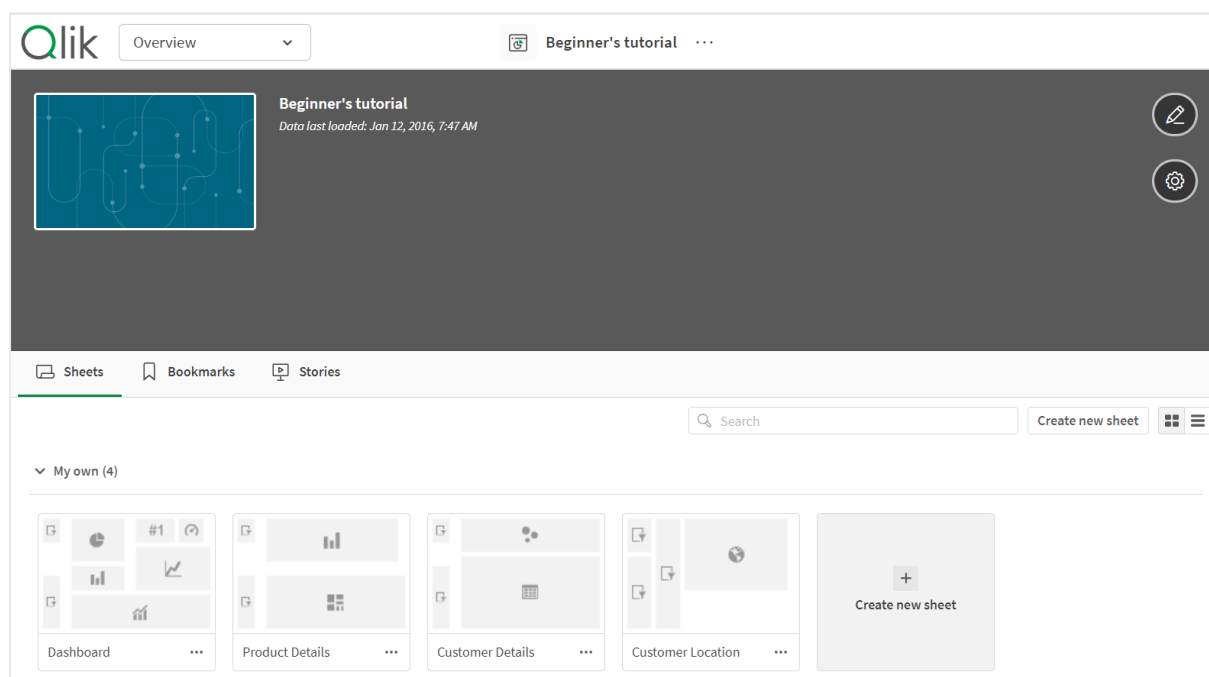 Qlik Overview Beginner's tutorial ...
Beginner's tutorial
Data last loaded: Jan 12, 2016, 7:47 AM
Sheets Bookmarks Stories
Search Create new sheet
My own (4)
#1
Create new sheet
Dashboard ... Product Details ... Customer Details ... Customer Location ...